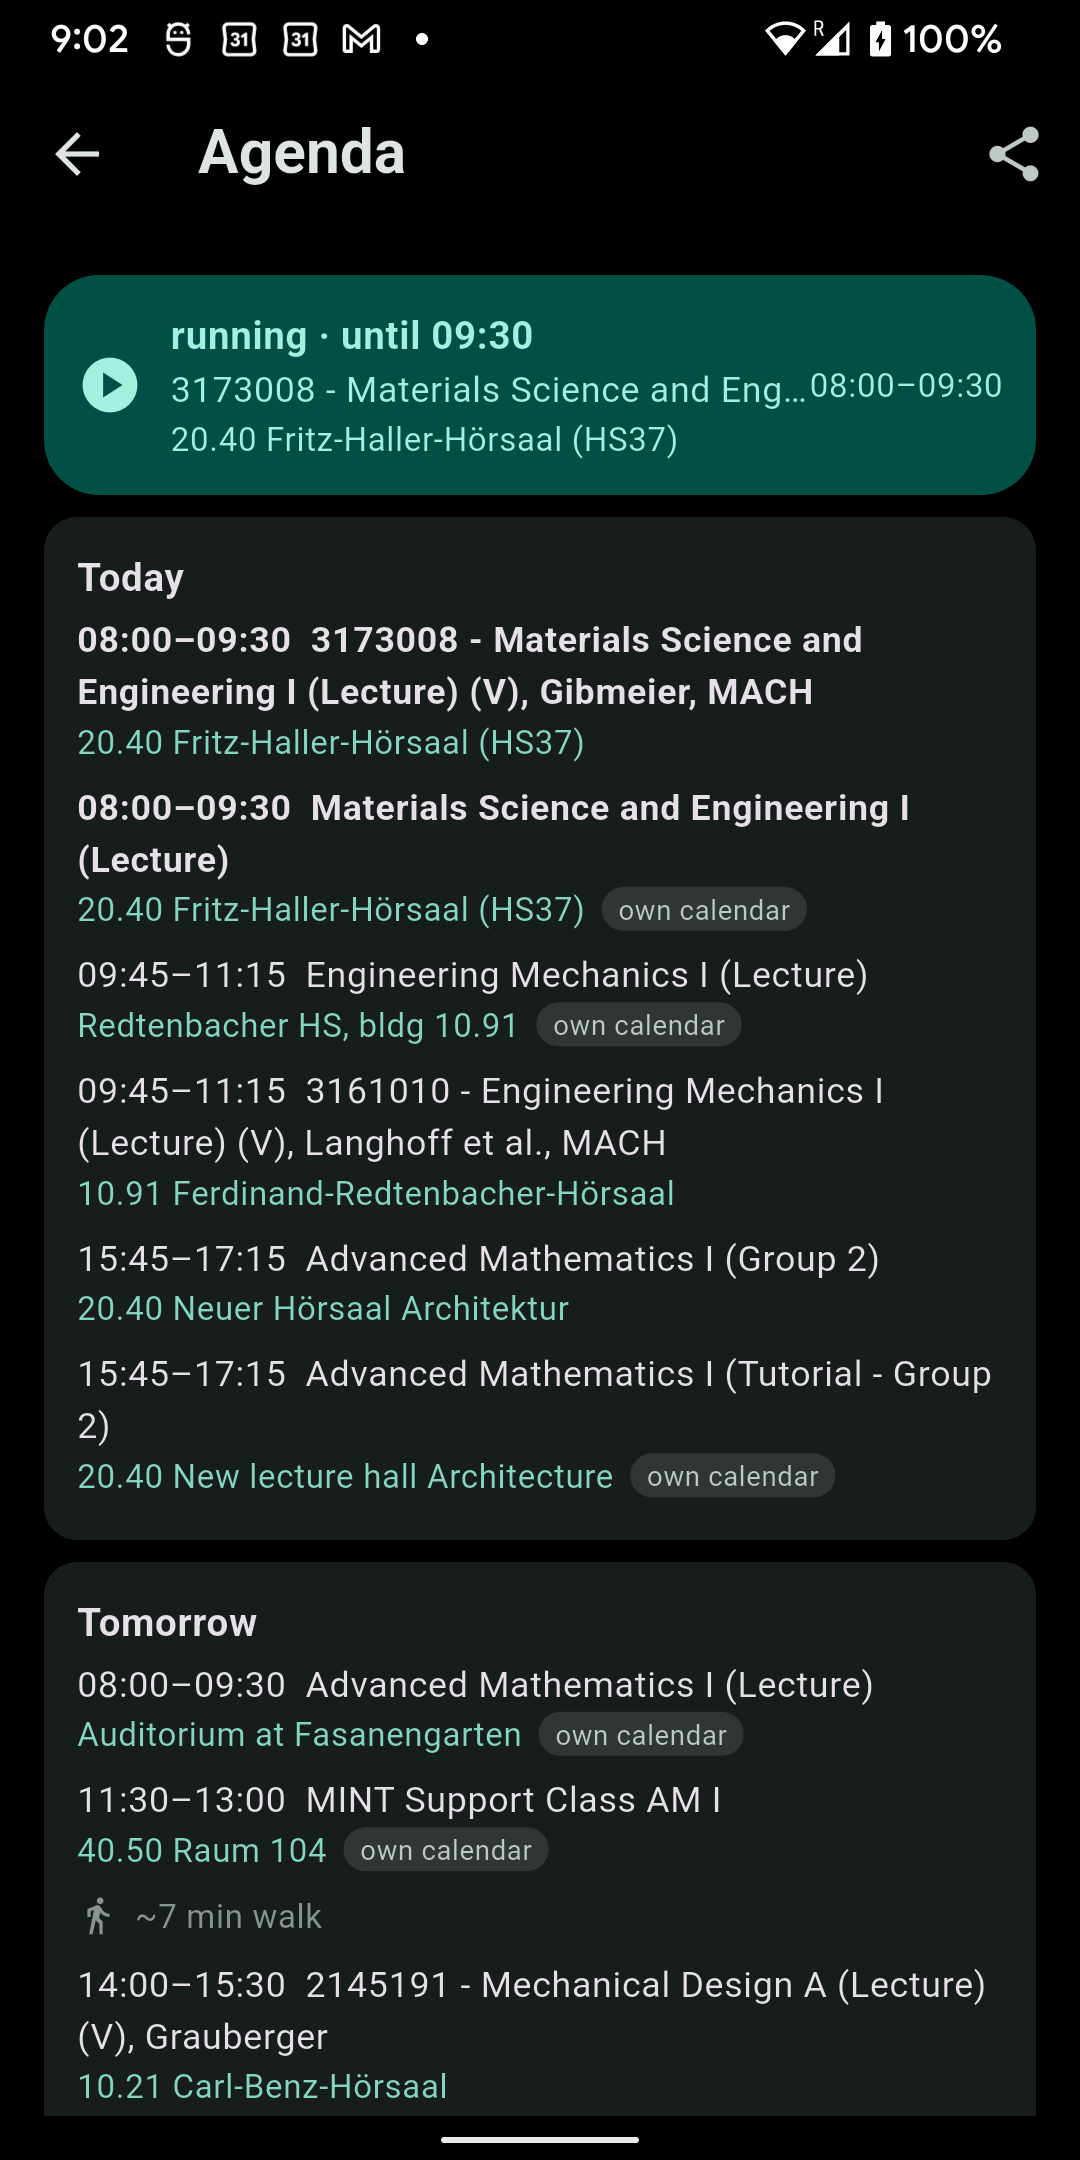 9:02
31
31
R
100%
Agenda
running · until 09:30
3173008 - Materials Science and Eng... 08:00–09:30
20.40 Fritz-Haller-Hörsaal (HS37)
Today
08:00–09:30 3173008 - Materials Science and
Engineering I (Lecture) (V), Gibmeier, MACH
20.40 Fritz-Haller-Hörsaal (HS37)
08:00–09:30 Materials Science and Engineering I
(Lecture)
20.40 Fritz-Haller-Hörsaal (HS37) own calendar
09:45–11:15 Engineering Mechanics I (Lecture)
Redtenbacher HS, bldg 10.91 own calendar
09:45–11:15 3161010 - Engineering Mechanics I
(Lecture) (V), Langhoff et al., MACH
10.91 Ferdinand-Redtenbacher-Hörsaal
15:45–17:15 Advanced Mathematics I (Group 2)
20.40 Neuer Hörsaal Architektur
15:45–17:15 Advanced Mathematics I (Tutorial - Group
2)
20.40 New lecture hall Architecture own calendar
Tomorrow
08:00–09:30 Advanced Mathematics I (Lecture)
Auditorium at Fasanengarten own calendar
11:30–13:00 MINT Support Class AM I
40.50 Raum 104 own calendar
~7 min walk
14:00–15:30 2145191 - Mechanical Design A (Lecture)
(V), Grauberger
10.21 Carl-Benz-Hörsaal